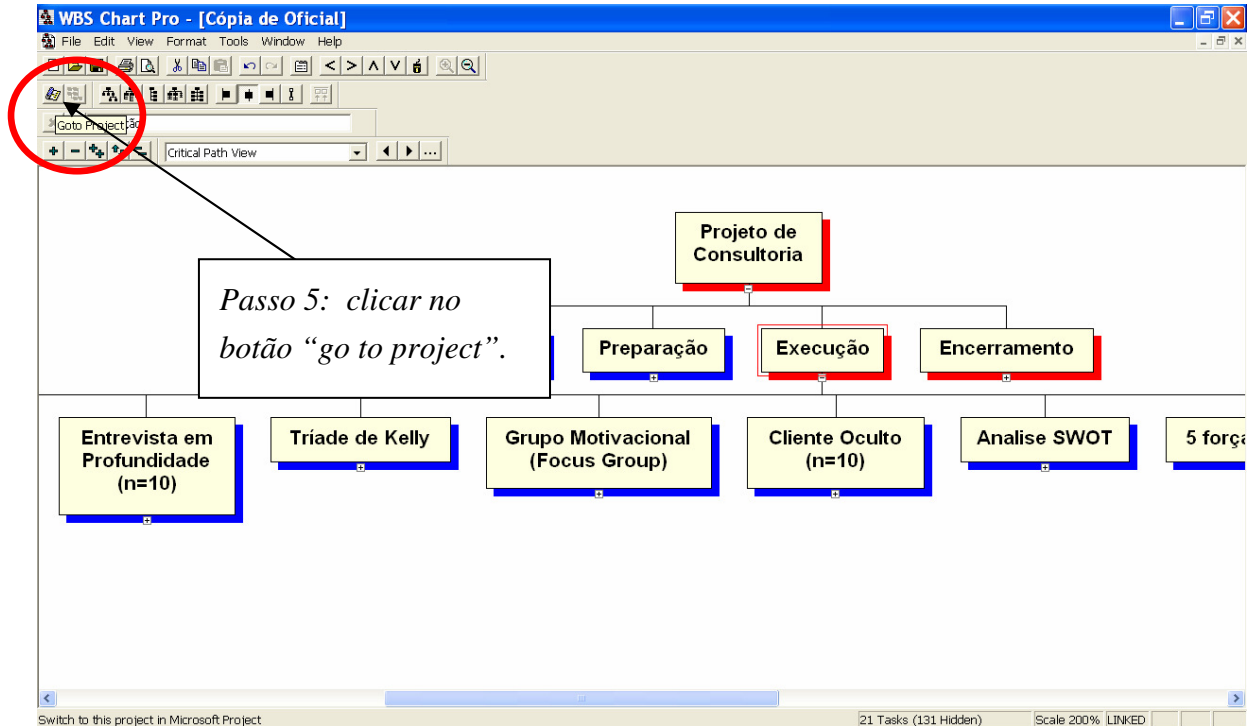 WBS Chart Pro - [Cópia de Oficial]
File Edit View Format Tools Window Help
Goto Project
Critical Path View
Passo 5: clicar no
botão “go to project”.
Projeto de
Consultoria
Preparação
Execução
Encerramento
Entrevista em
Profundidade
(n=10)
Tríade de Kelly
Grupo Motivacional
(Focus Group)
Cliente Oculto
(n=10)
Analise SWOT
5 força
Switch to this project in Microsoft Project
21 Tasks (131 Hidden)
Scale 200%
LINKED